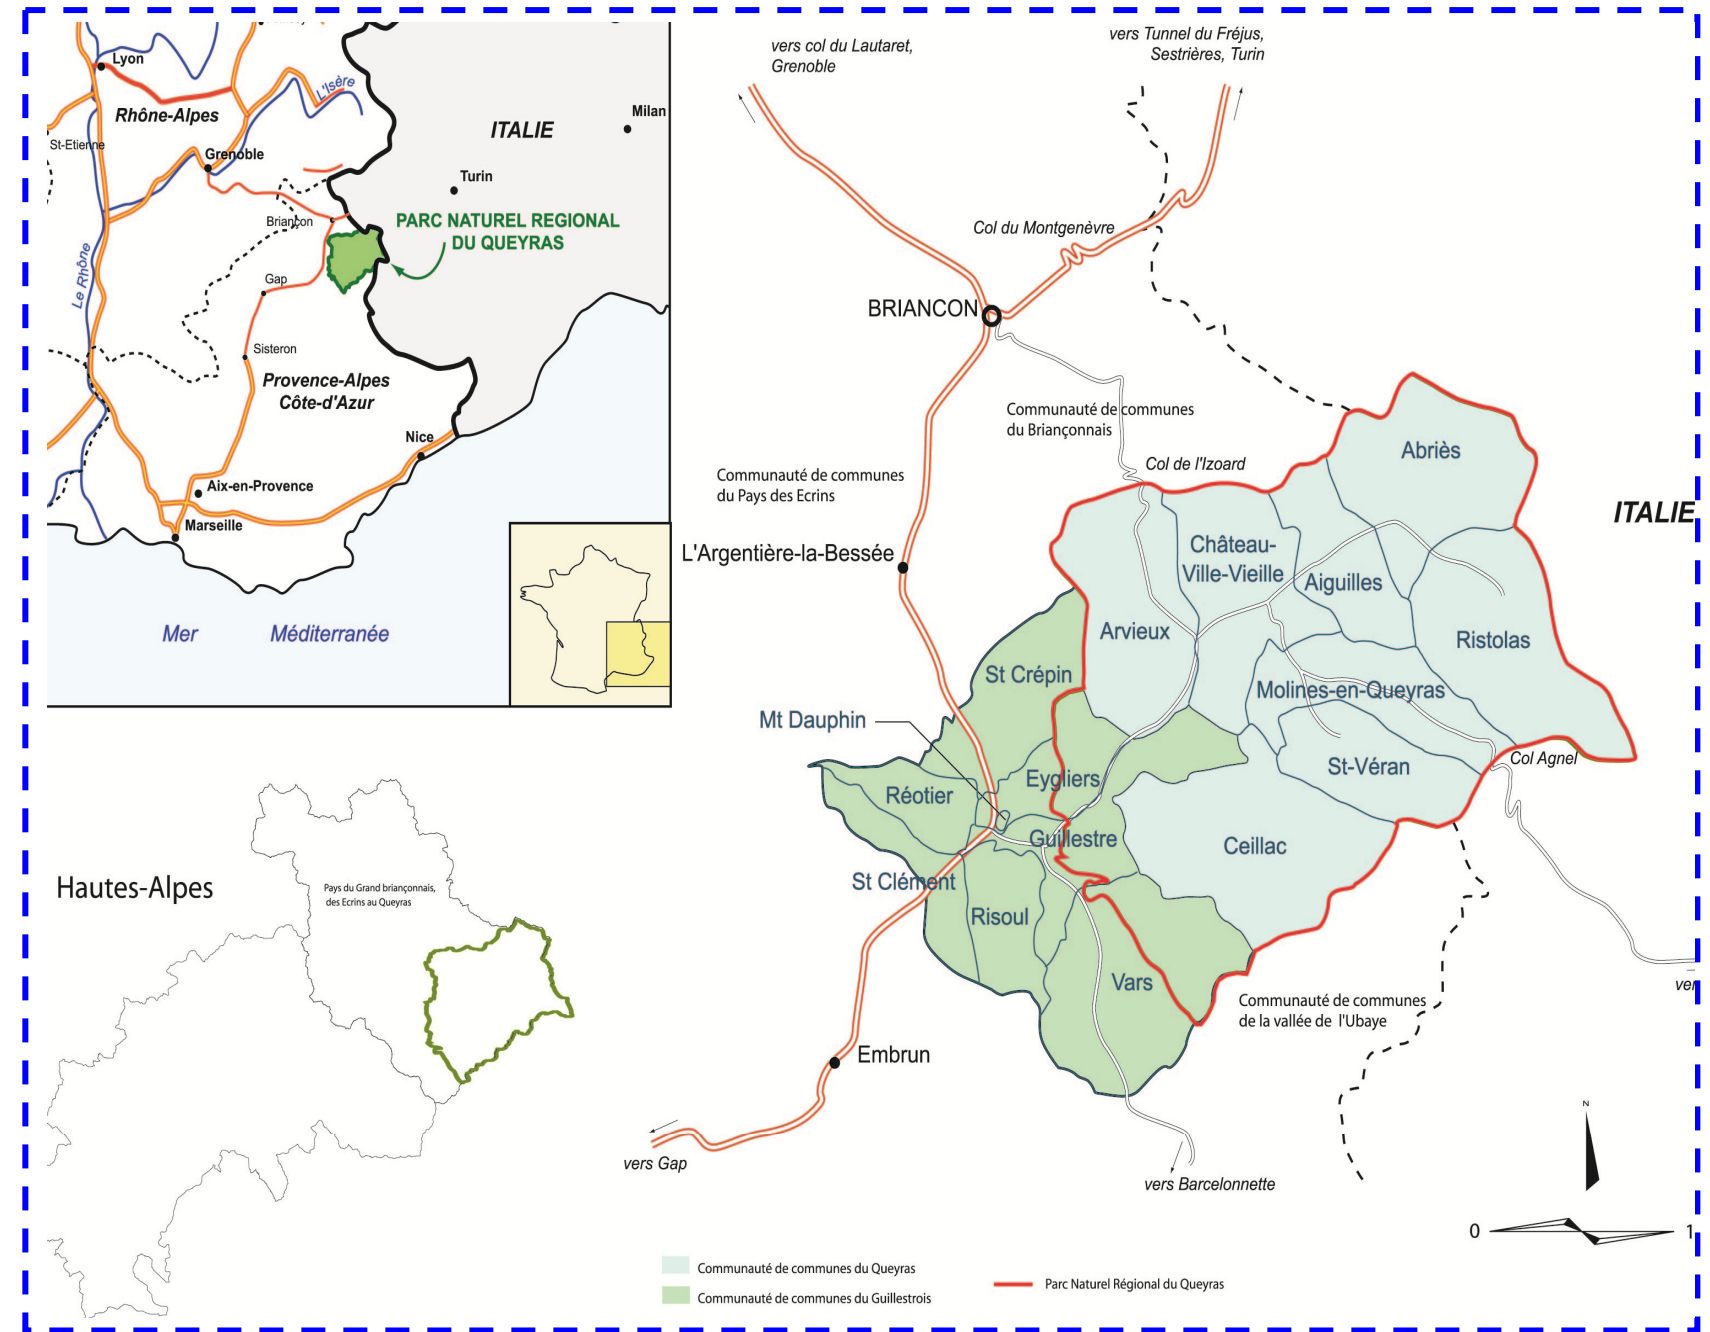 Lyon
L'Isère
Rhône-Alpes
St-Etienne
Grenoble
ITALIE
Milan
Turin
Briançon
PARC NATUREL REGIONAL
DU QUEYRAS
Le Rhône
Gap
Sisteron
Provence-Alpes
Côte-d'Azur
Nice
Aix-en-Provence
Marseille
Mer Méditerranée
vers col du Lautaret,
Grenoble
vers Tunnel du Fréjus,
Sestrières, Turin
Col du Montgenèvre
BRIANCON
Communauté de communes
du Briançonnais
Col de l'Izoard
Communauté de communes
du Pays des Ecrins
L'Argentière-la-Bessée
ITALIE
Abriès
Château-
Ville-Vieille
Aiguilles
Arvieux
Ristolas
St Crépin
Molines-en-Queyras
Mt Dauphin
St-Véran
Col Agnel
Eygliers
Réotier
Guillestre
Ceillac
St Clément
Risoul
Vars
Communauté de communes
de la vallée de l'Ubaye
Embrun
vers Gap
vers Barcelonnette
ver
Hautes-Alpes
Pays du Grand briançonnais,
des Ecrins au Queyras
N
0 1
Communauté de communes du Queyras
Communauté de communes du Guillestrois
Parc Naturel Régional du Queyras